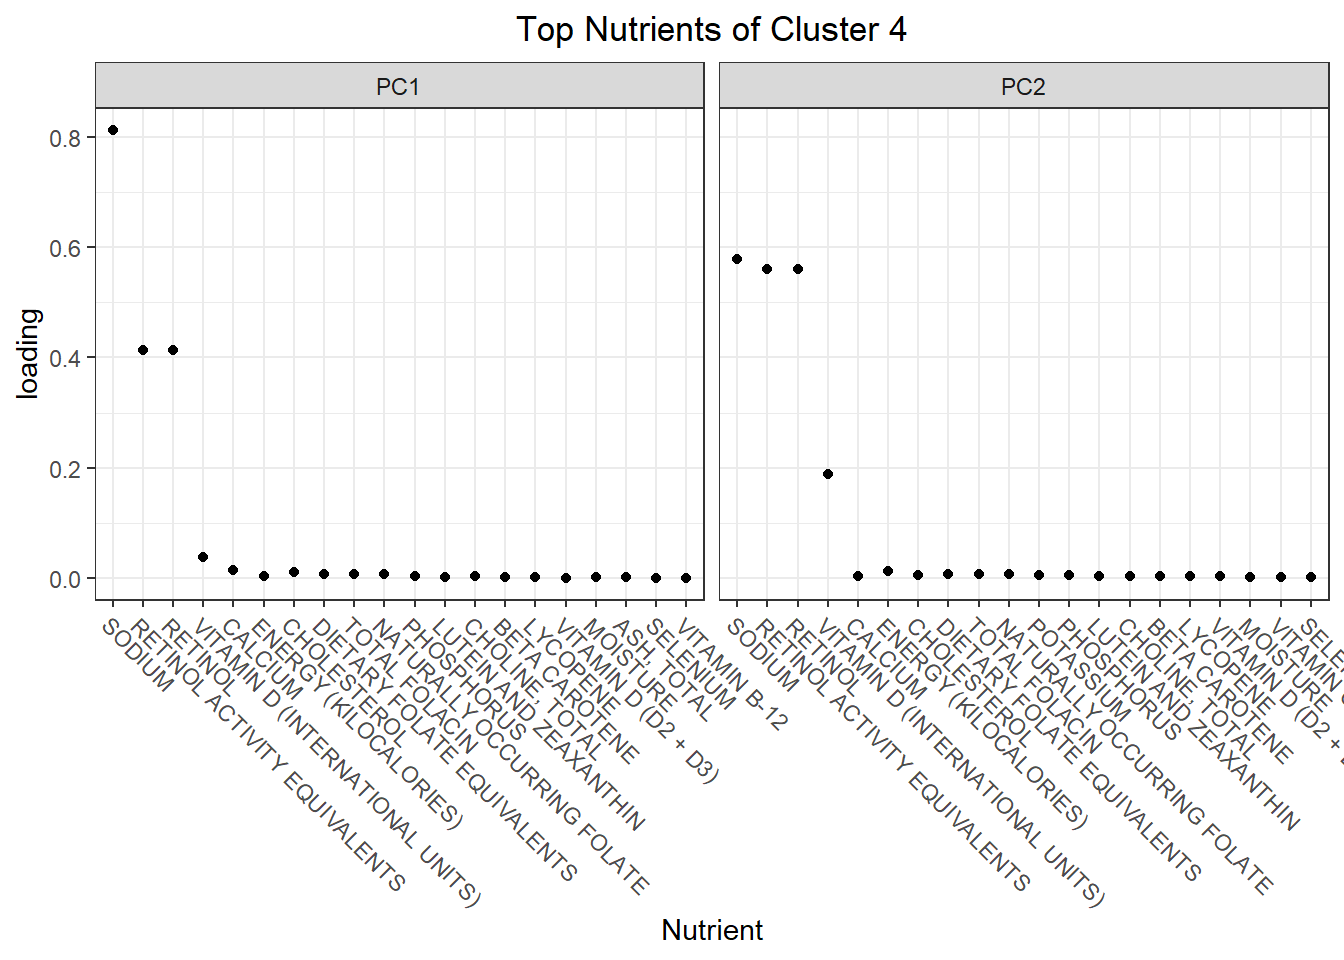 Top Nutrients of Cluster 4
PC1
PC2
loading
0.8
0.6
0.4
0.2
0.0
SODIUM
RETINOL ACTIVITY EQUIVALENTS
RETINOL
VITAMIN D (INTERNATIONAL UNITS)
CALCIUM
ENERGY (KILOCALORIES)
CHOLESTEROL
DIETARY FOLATE EQUIVALENTS
TOTAL FOLACIN
NATURALLY OCCURRING FOLATE
PHOSPHORUS
LUTEIN AND ZEAXANTHIN
CHOLINE, TOTAL
BETA CAROTENE
LYCOPENE
VITAMIN D (D2 + D3)
MOISTURE
ASH, TOTAL
SELENIUM
VITAMIN B-12
SODIUM
RETINOL ACTIVITY EQUIVALENTS
RETINOL
VITAMIN D (INTERNATIONAL UNITS)
CALCIUM
ENERGY (KILOCALORIES)
CHOLESTEROL
DIETARY FOLATE EQUIVALENTS
TOTAL FOLACIN
NATURALLY OCCURRING FOLATE
POTASSIUM
PHOSPHORUS
LUTEIN AND ZEAXANTHIN
CHOLINE, TOTAL
BETA CAROTENE
LYCOPENE
VITAMIN D (D2 +
MOISTURE
VITAMIN
SELE
Nutrient